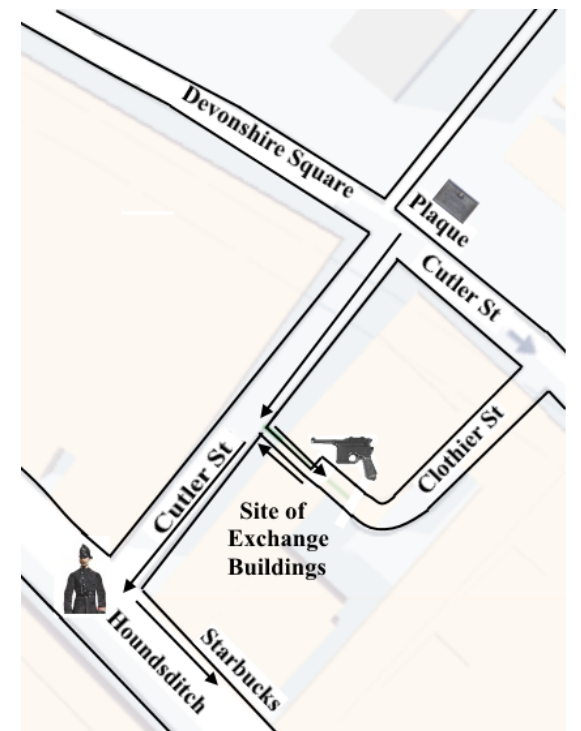 Devonshire Square
Plaque
Cutler St
Clothier St
Cutler St
Site of
Exchange
Buildings
Starbucks
Houndsditch